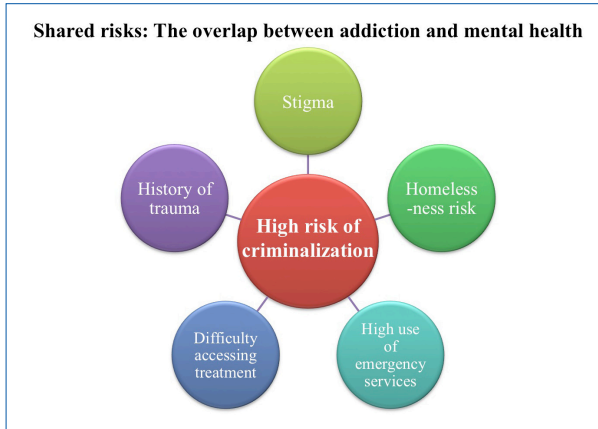 Shared risks: The overlap between addiction and mental health
Stigma
History of
trauma
Homeless
-ness risk
High risk of
criminalization
Difficulty
accessing
treatment
High use
of
emergency
services